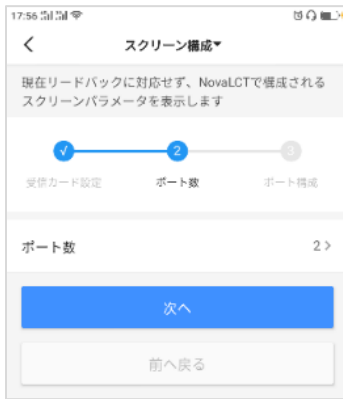 17:56
スクリーン構成▾
現在リードバックに対応せず、NovaLCTで構成される
スクリーンパラメータを表示します
✓ 2 3
受信カード設定 ポート数 ポート構成
ポート数 2 >
次へ
前へ戻る